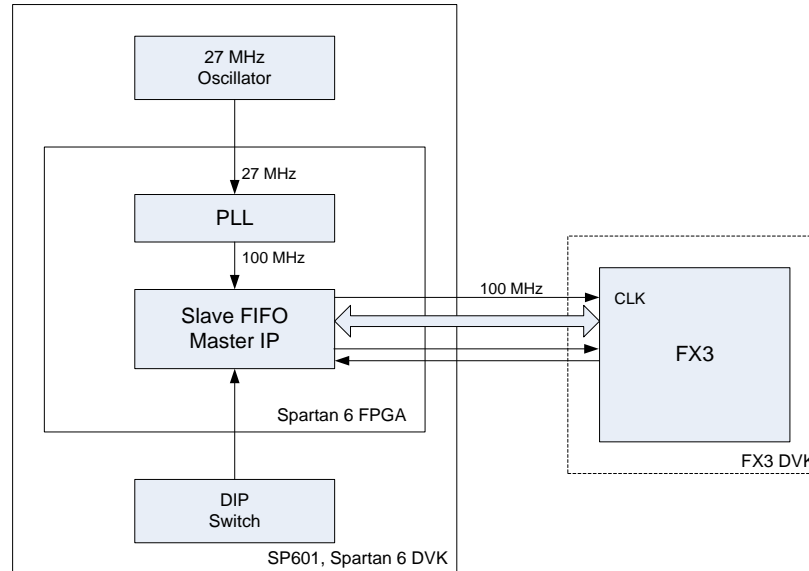 27 MHz
Oscillator
27 MHz
PLL
100 MHz
Slave FIFO
Master IP
100 MHz
CLK
FX3
Spartan 6 FPGA
FX3 DVK
DIP
Switch
SP601, Spartan 6 DVK